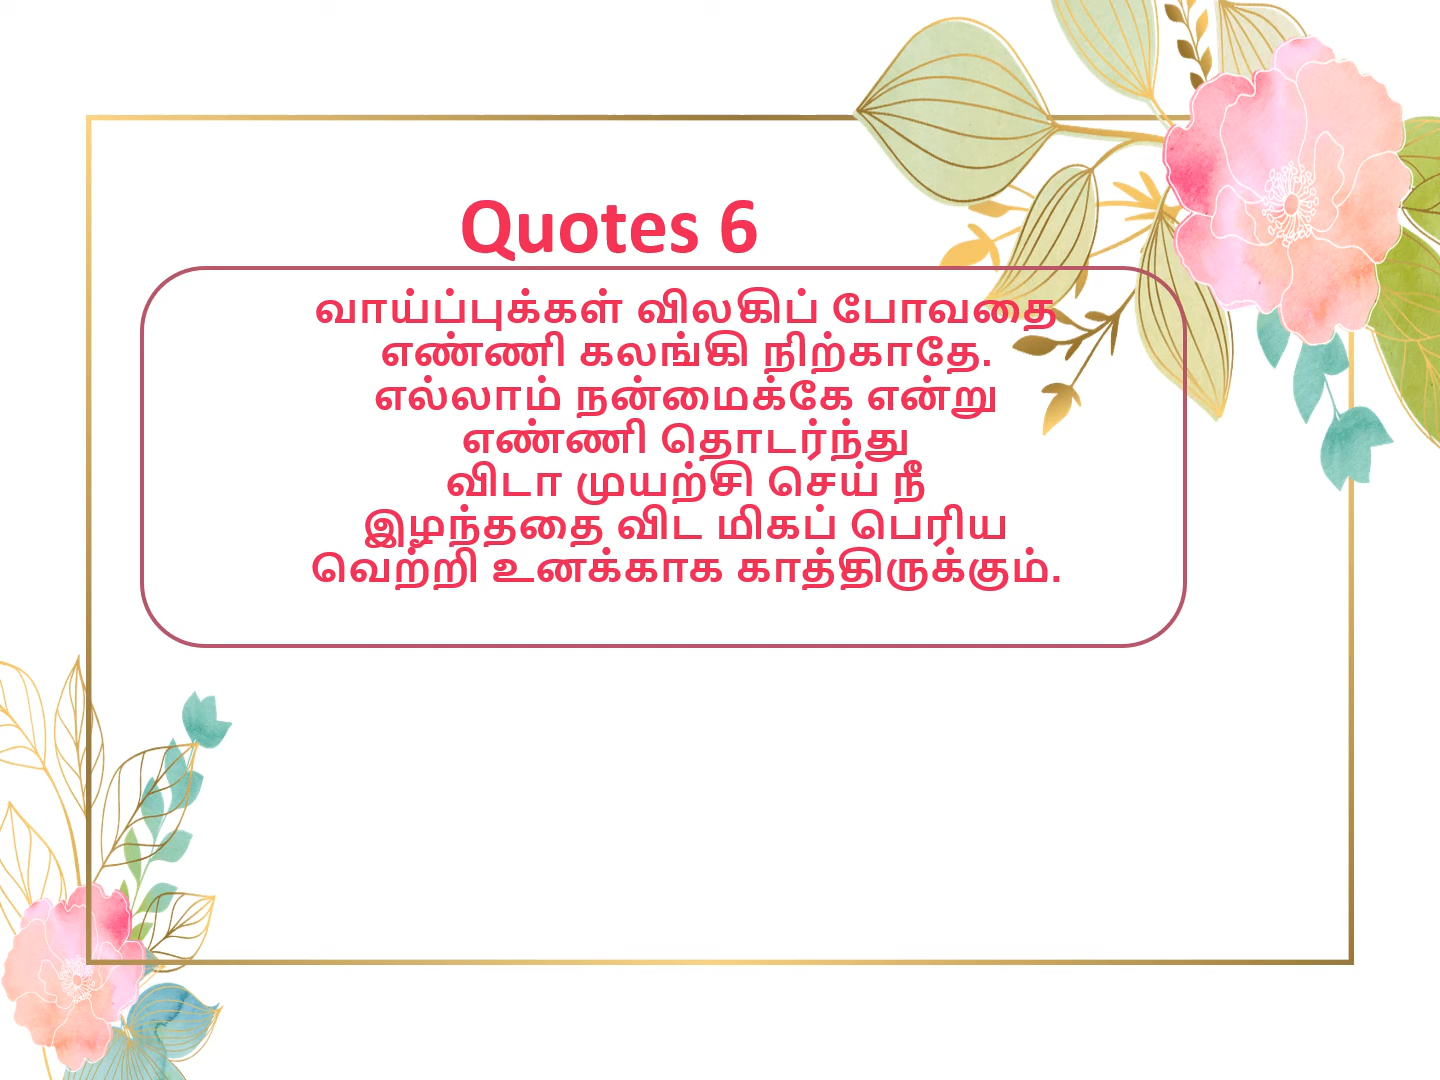 Quotes 6
வாய்ப்புக்கள் விலகிப் போவதை
எண்ணி கலங்கி நிற்காதே.
எல்லாம் நன்மைக்கே என்று
எண்ணி தொடர்ந்து
விடா முயற்சி செய் நீ
இழந்ததை விட மிகப் பெரிய
வெற்றி உனக்காக காத்திருக்கும்.